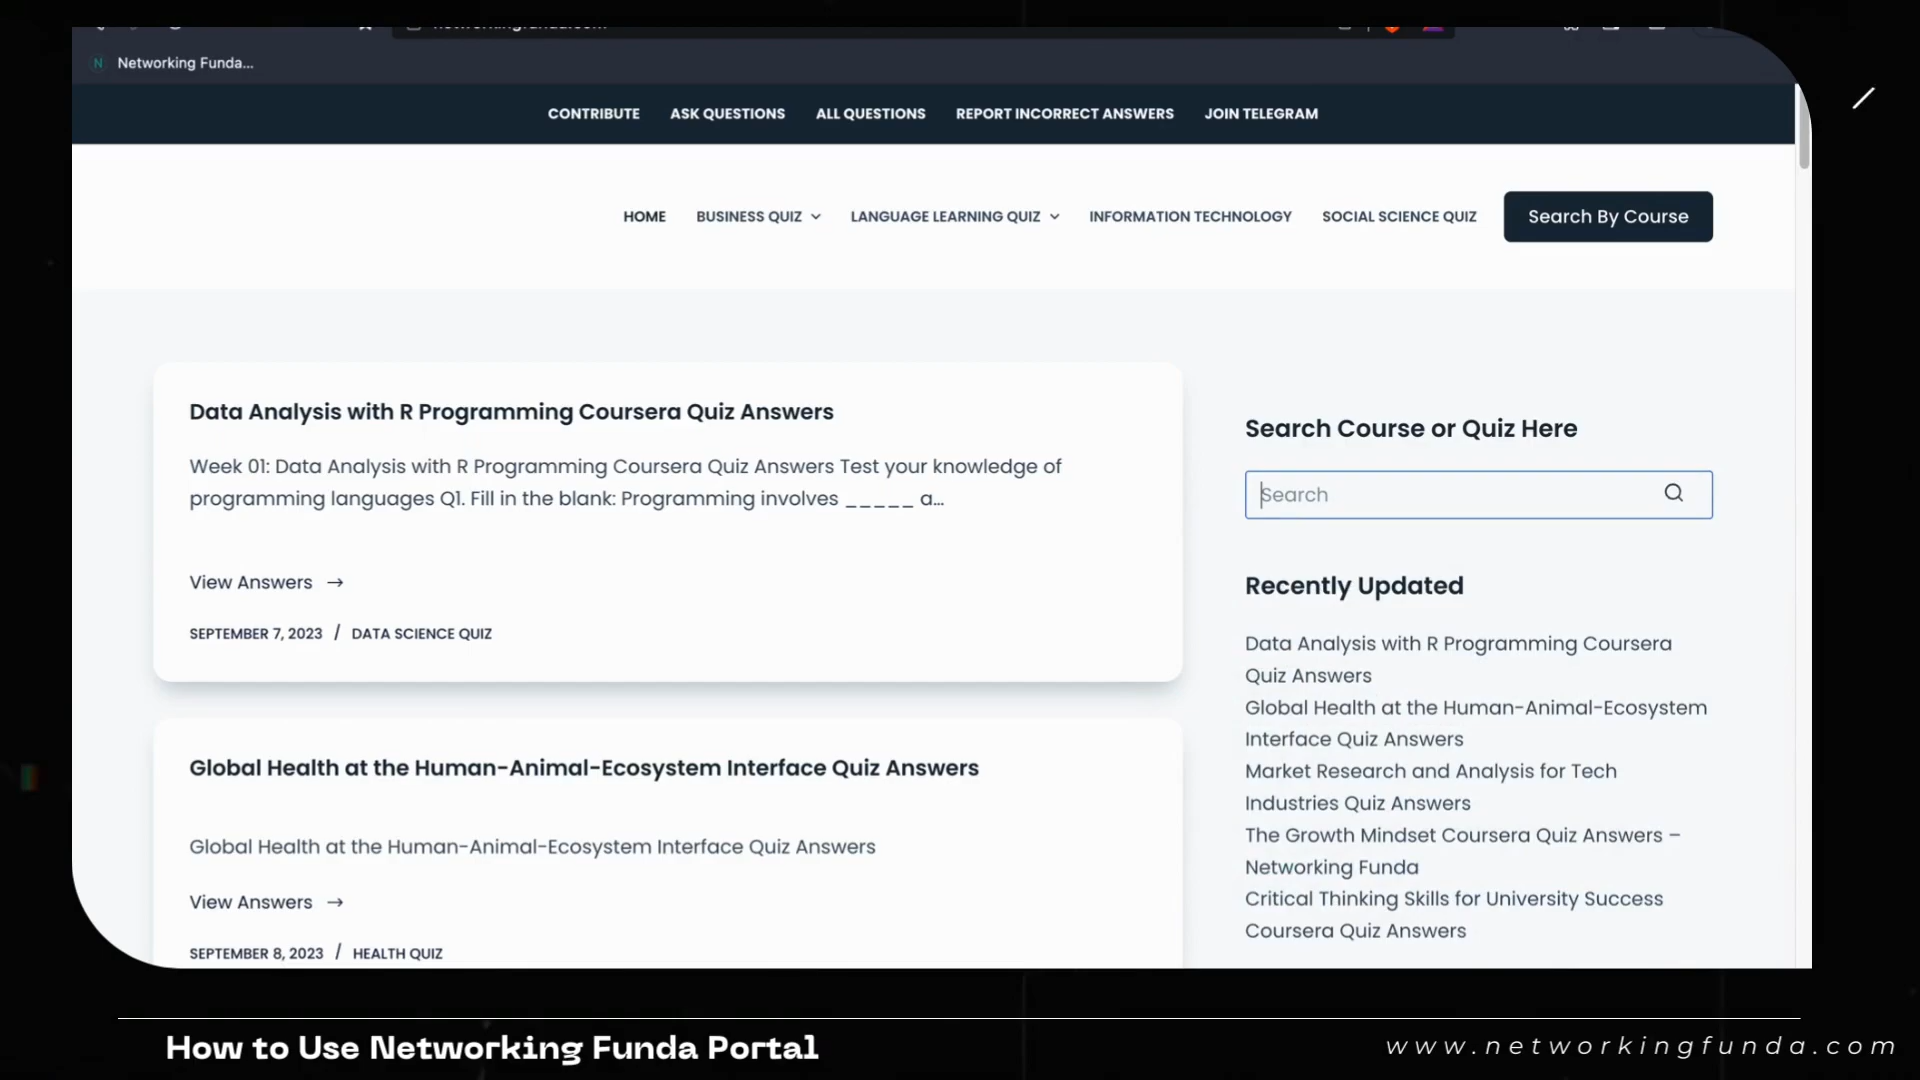 Networking Funda...
CONTRIBUTE ASK QUESTIONS ALL QUESTIONS REPORT INCORRECT ANSWERS JOIN TELEGRAM
HOME BUSINESS QUIZ LANGUAGE LEARNING QUIZ INFORMATION TECHNOLOGY SOCIAL SCIENCE QUIZ Search By Course
Data Analysis with R Programming Coursera Quiz Answers
Week 01: Data Analysis with R Programming Coursera Quiz Answers Test your knowledge of
programming languages Q1. Fill in the blank: Programming involves _____ a...
View Answers →
SEPTEMBER 7, 2023 / DATA SCIENCE QUIZ
Global Health at the Human-Animal-Ecosystem Interface Quiz Answers
Global Health at the Human-Animal-Ecosystem Interface Quiz Answers
View Answers →
SEPTEMBER 8, 2023 / HEALTH QUIZ
Search Course or Quiz Here
Search
Recently Updated
Data Analysis with R Programming Coursera
Quiz Answers
Global Health at the Human-Animal-Ecosystem
Interface Quiz Answers
Market Research and Analysis for Tech
Industries Quiz Answers
The Growth Mindset Coursera Quiz Answers –
Networking Funda
Critical Thinking Skills for University Success
Coursera Quiz Answers
How to Use Networking Funda Portal
www.networkingfunda.com